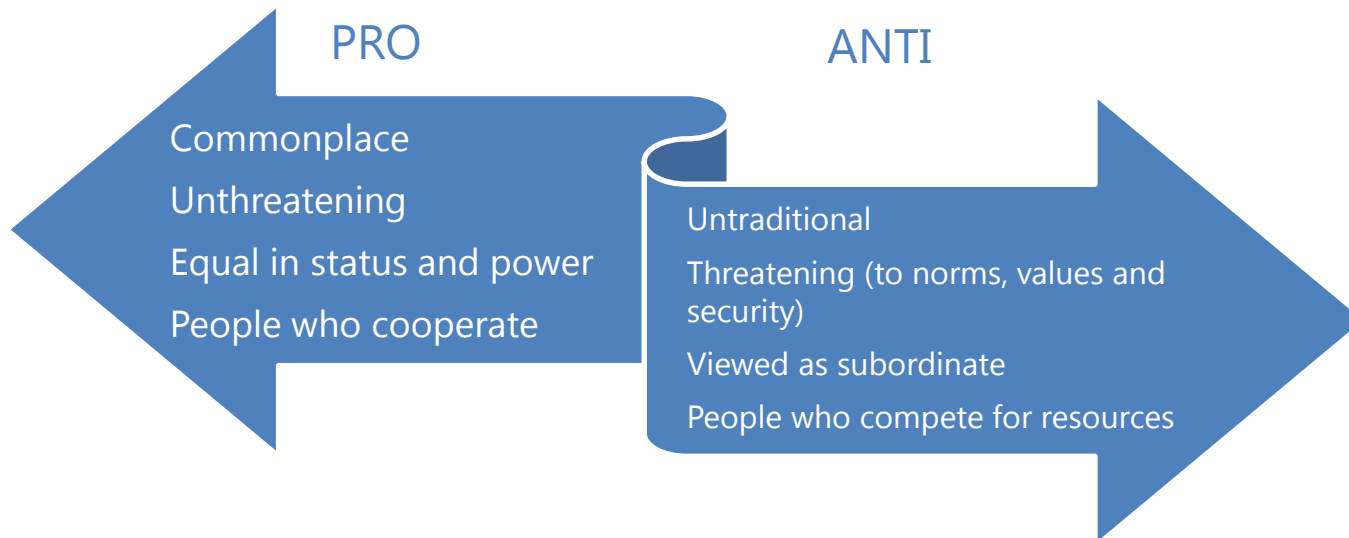 PRO
Commonplace
Unthreatening
Equal in status and power
People who cooperate
ANTI
Untraditional
Threatening (to norms, values and
security)
Viewed as subordinate
People who compete for resources